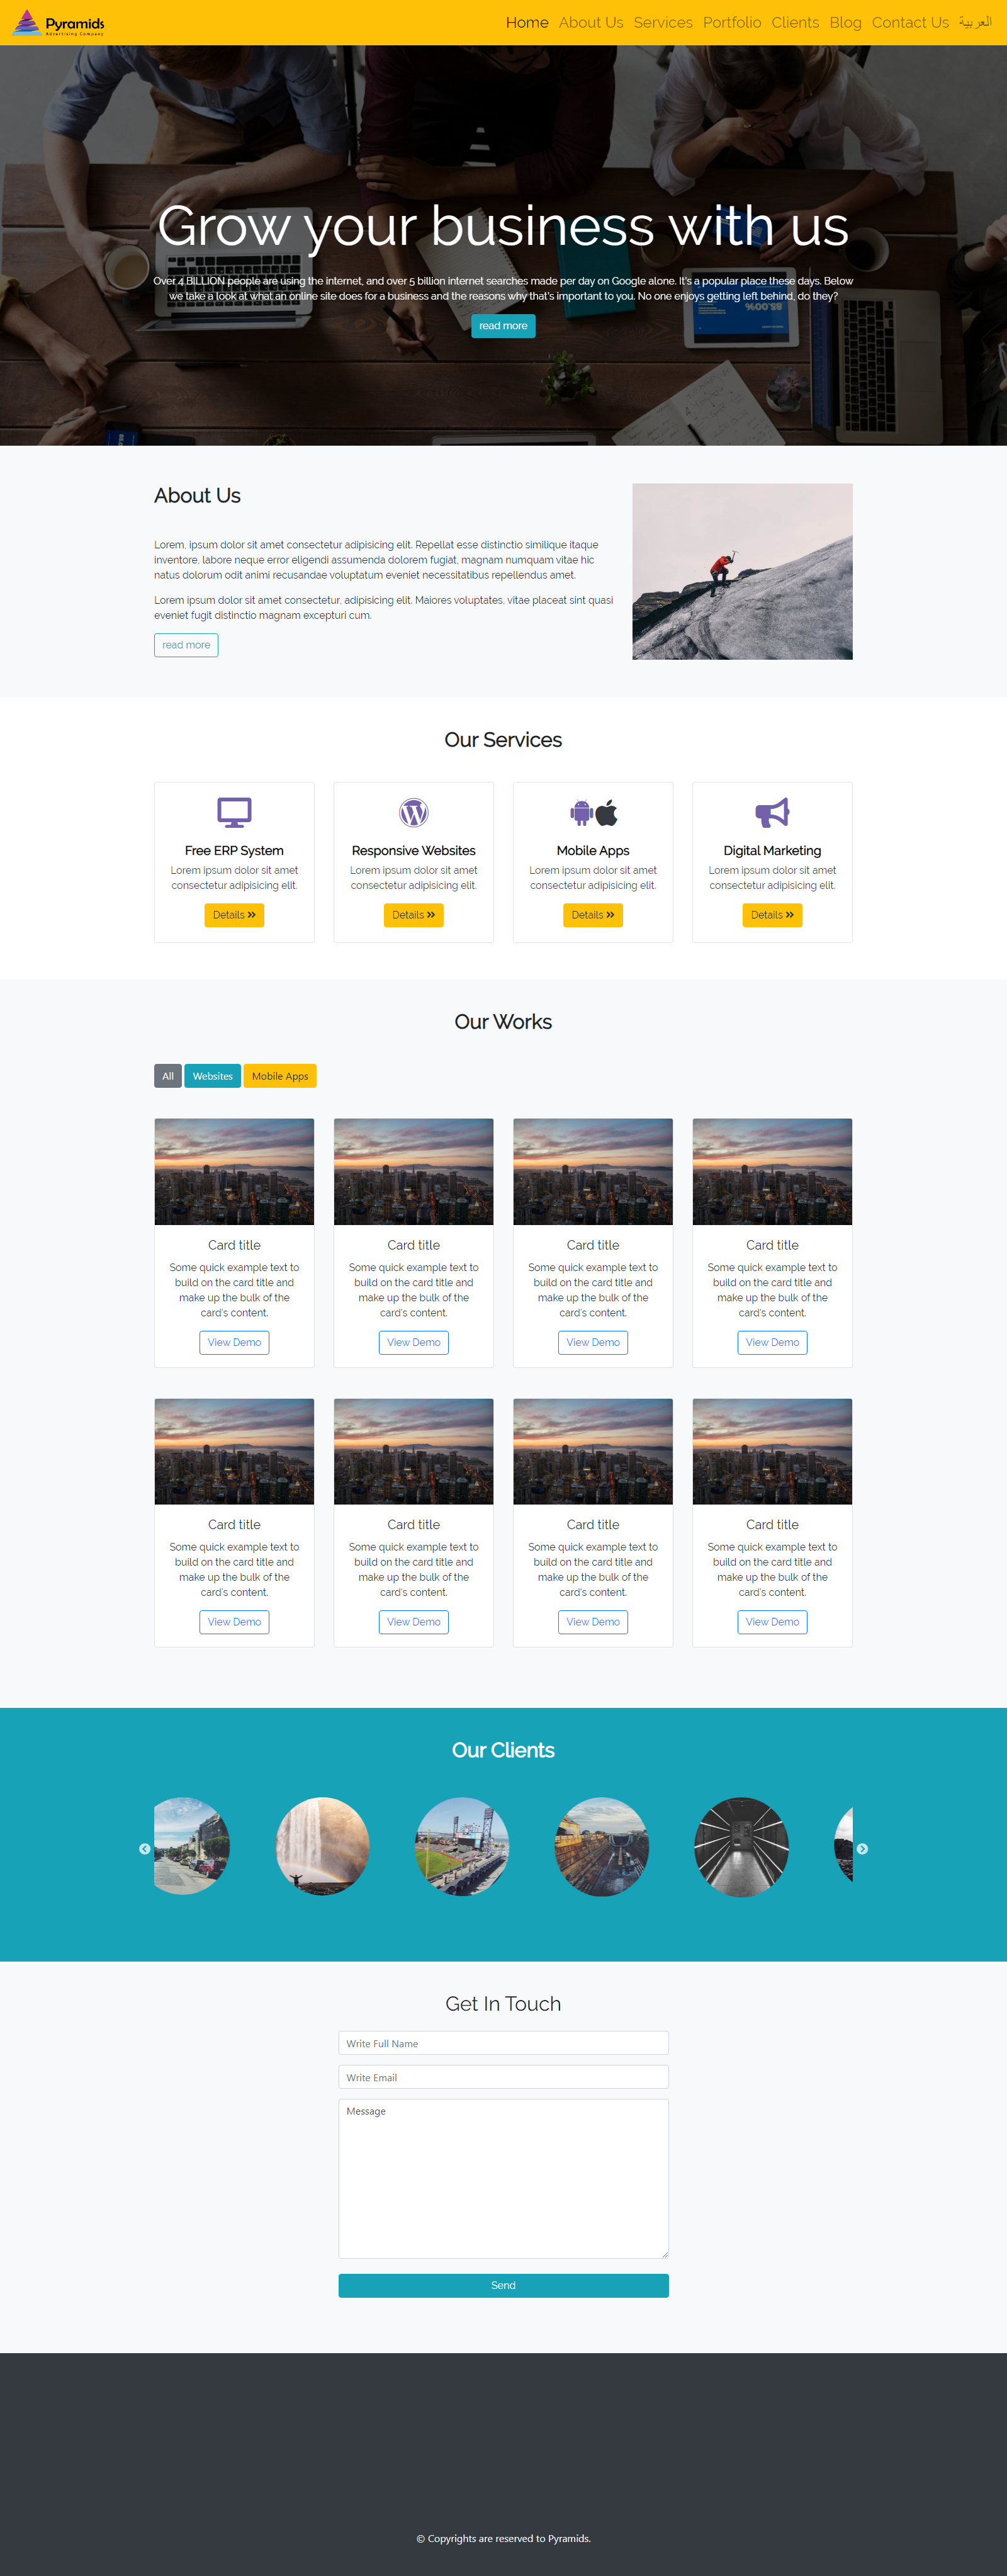 Pyramids
Advertising Company
Home About Us Services Portfolio Clients Blog Contact Us العربية
Grow your business with us
Over 4 BILLION people are using the internet, and over 5 billion internet searches made per day on Google alone. It's a popular place these days. Below
we take a look at what an online site does for a business and the reasons why that's important to you. No one enjoys getting left behind, do they?
85.00%
read more
About Us
Lorem, ipsum dolor sit amet consectetur adipisicing elit. Repellat esse distinctio similique itaque
inventore, labore neque error eligendi assumenda dolorem fugiat, magnam numquam vitae hic
natus dolorum odit animi recusandae voluptatum eveniet necessitatibus repellendus amet.
Lorem ipsum dolor sit amet consectetur, adipisicing elit. Maiores voluptates, vitae placeat sint quasi
eveniet fugit distinctio magnam excepturi cum.
read more
Our Services
Free ERP System
Lorem ipsum dolor sit amet
consectetur adipisicing elit.
Details
Responsive Websites
Lorem ipsum dolor sit amet
consectetur adipisicing elit.
Details
Mobile Apps
Lorem ipsum dolor sit amet
consectetur adipisicing elit.
Details
Digital Marketing
Lorem ipsum dolor sit amet
consectetur adipisicing elit.
Details
Our Works
All Websites Mobile Apps
Card title
Some quick example text to
build on the card title and
make up the bulk of the
card's content.
View Demo
Card title
Some quick example text to
build on the card title and
make up the bulk of the
card's content.
View Demo
Card title
Some quick example text to
build on the card title and
make up the bulk of the
card's content.
View Demo
Card title
Some quick example text to
build on the card title and
make up the bulk of the
card's content.
View Demo
Card title
Some quick example text to
build on the card title and
make up the bulk of the
card's content.
View Demo
Card title
Some quick example text to
build on the card title and
make up the bulk of the
card's content.
View Demo
Card title
Some quick example text to
build on the card title and
make up the bulk of the
card's content.
View Demo
Card title
Some quick example text to
build on the card title and
make up the bulk of the
card's content.
View Demo
Our Clients
Get In Touch
Write Full Name
Write Email
Message
Send
© Copyrights are reserved to Pyramids.